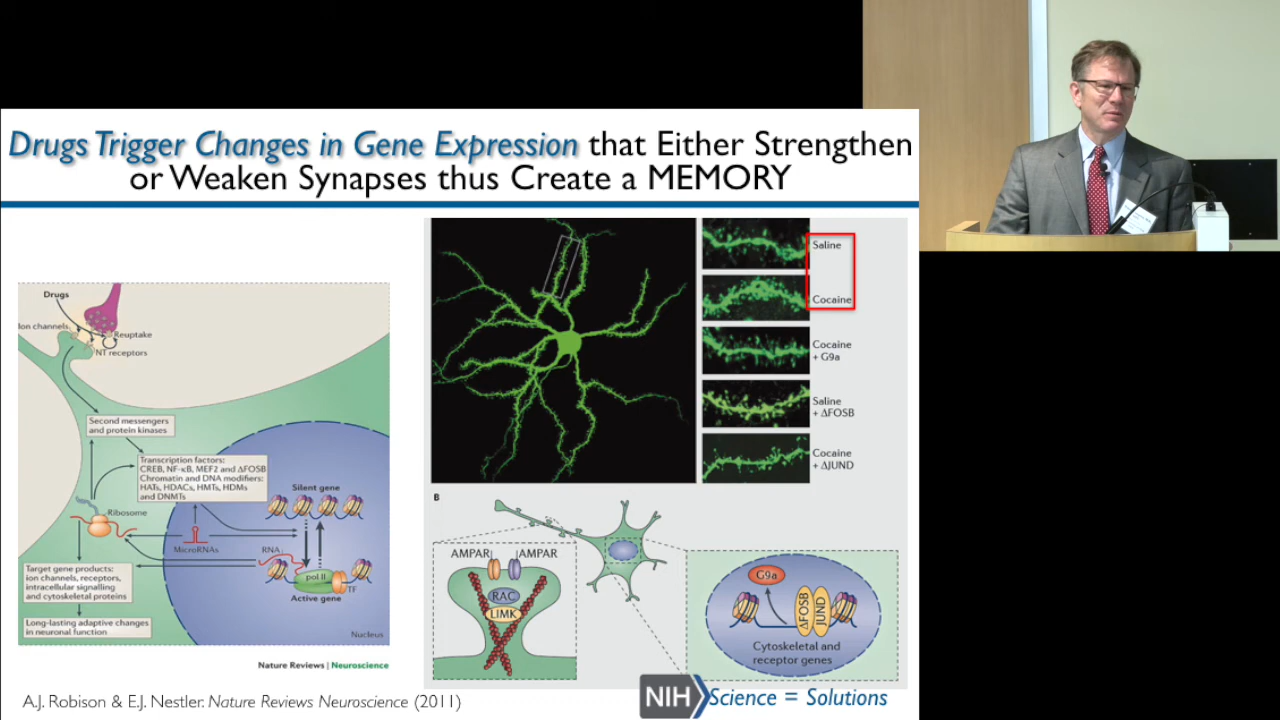 Drugs Trigger Changes in Gene Expression that Either Strengthen
or Weaken Synapses thus Create a MEMORY
Drugs
Ion channels
Reuptake
NT receptors
Second messengers
and protein kinases
Transcription factors:
CREB, NF-κB, MEF2 and ΔFOSB
Chromatin and DNA modifiers:
HATs, HDACs, HMTs, HDMs
and DNMTs
Silent gene
Ribosome
MicroRNAs
RNA
pol II
TF
Active gene
Target gene products:
ion channels, receptors,
intracellular signalling
and cytoskeletal proteins
Long-lasting adaptive changes
in neuronal function
Nucleus
Nature Reviews | Neuroscience
Saline
Cocaine
Cocaine
+ G9a
Saline
+ ΔFOSB
Cocaine
+ ΔJUND
B
AMPAR
AMPAR
RAC
LIMK
G9a
ΔFOSB
JUND
Cytoskeletal and
receptor genes
A.J. Robison & E.J. Nestler. Nature Reviews Neuroscience (2011)
NIH Science = Solutions